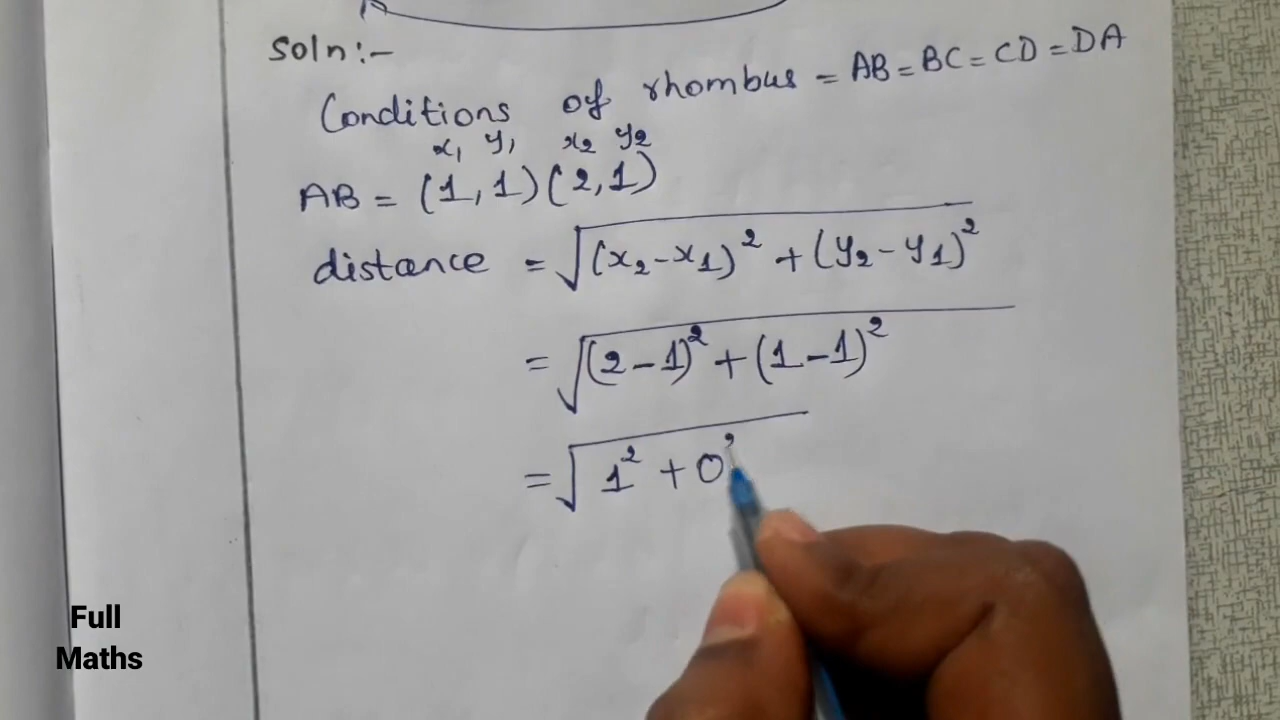 Soln:-
Conditions of rhombus = AB = BC = CD = DA
x₁ y₁ x₂ y₂
AB = (1,1)(2,1)
distance = √(x₂-x₁)² + (y₂-y₁)²
= √(2-1)² + (1-1)²
= √1² + 0²
Full
Maths